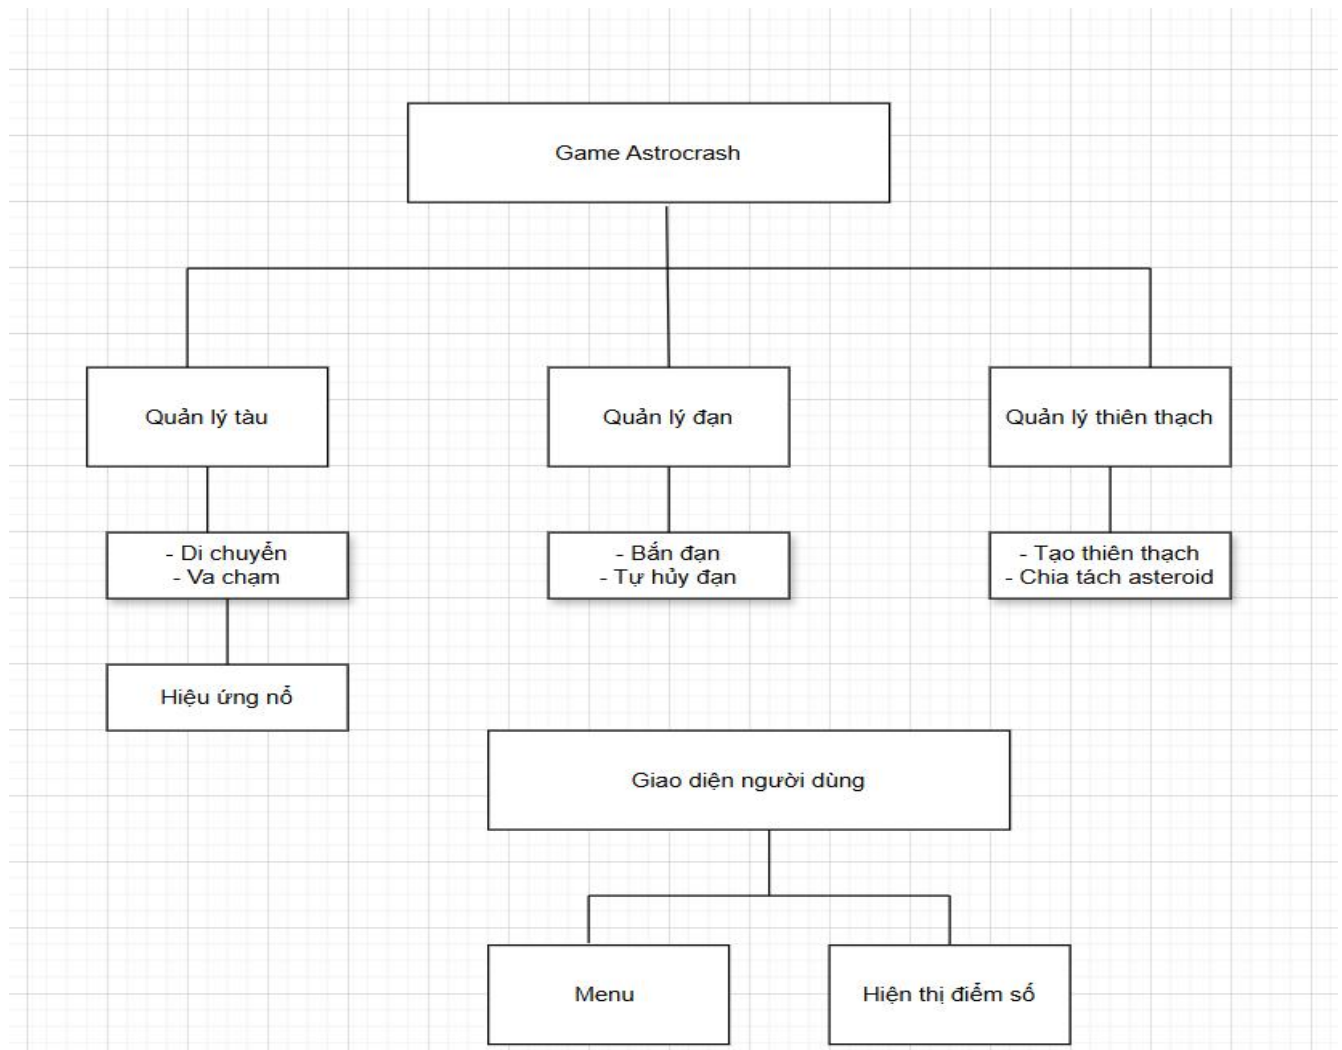 Game Astrocrash
Quản lý tàu
Quản lý đạn
Quản lý thiên thạch
- Di chuyển
- Va chạm
- Bắn đạn
- Tự hủy đạn
- Tạo thiên thạch
- Chia tách asteroid
Hiệu ứng nổ
Giao diện người dùng
Menu
Hiện thị điểm số